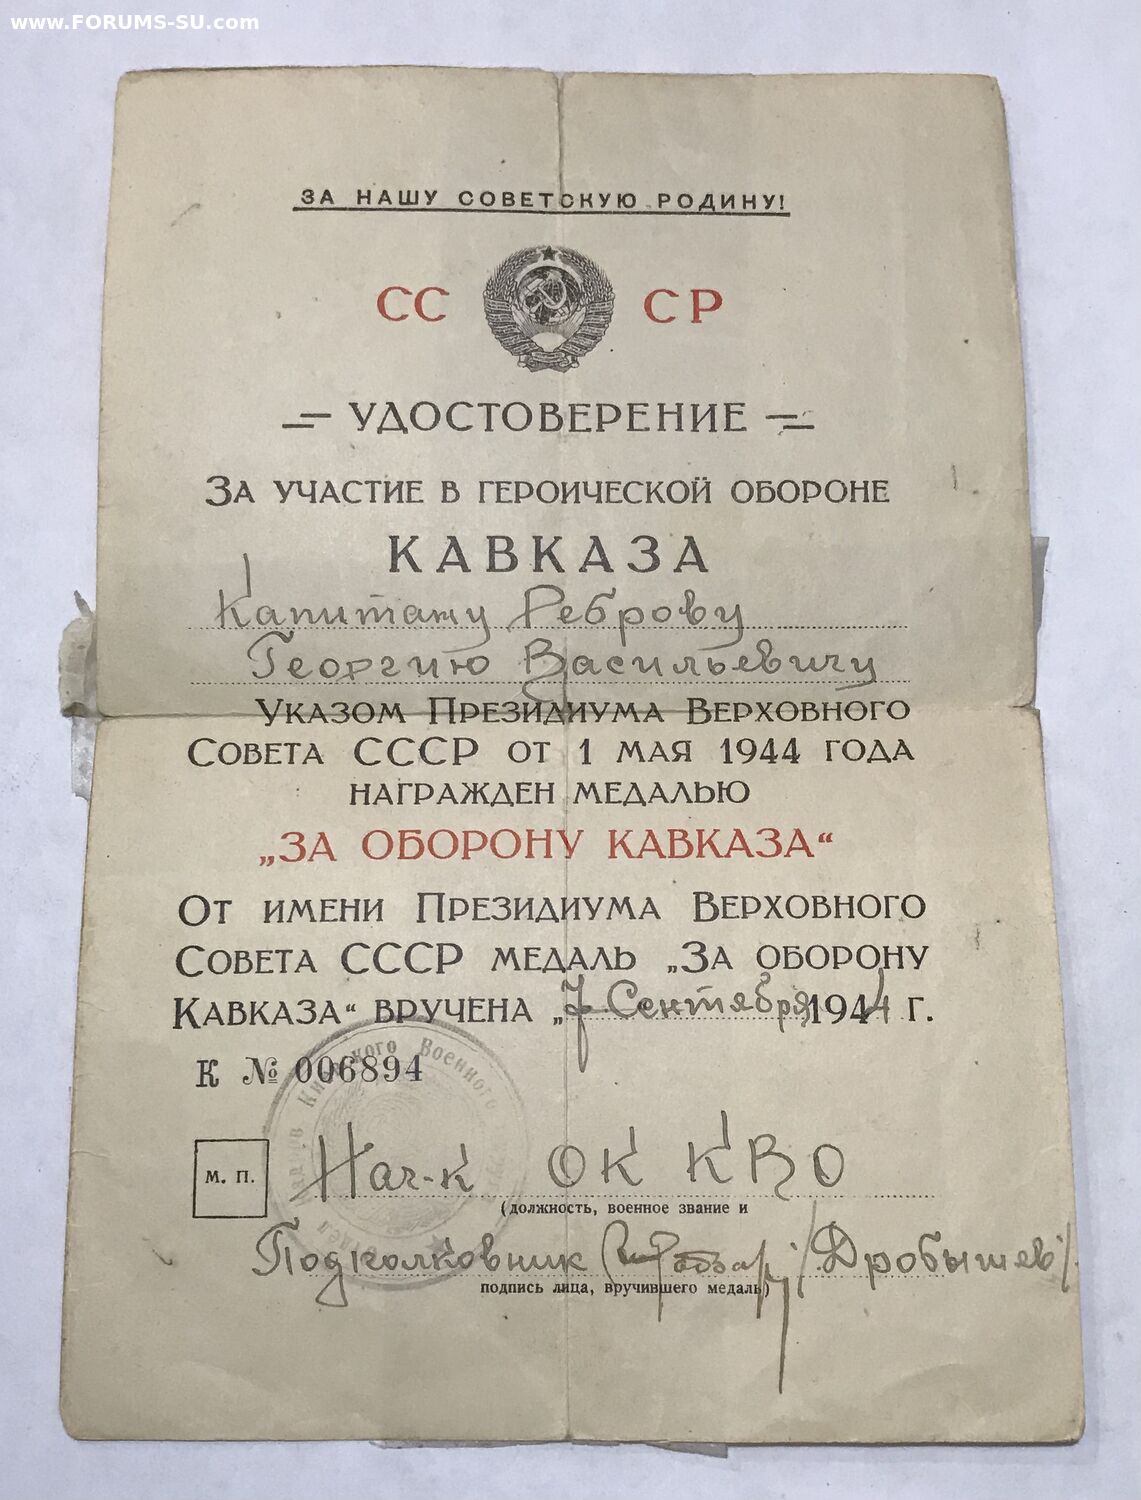 www.FORUMS-SU.com
ЗА НАШУ СОВЕТСКУЮ РОДИНУ!
СС СР
УДОСТОВЕРЕНИЕ
ЗА УЧАСТИЕ В ГЕРОИЧЕСКОЙ ОБОРОНЕ
КАВКАЗА
Капитану Реброву
Георгию Васильевичу
УКАЗОМ ПРЕЗИДИУМА ВЕРХОВНОГО
СОВЕТА СССР ОТ 1 МАЯ 1944 ГОДА
НАГРАЖДЕН МЕДАЛЬЮ
„ЗА ОБОРОНУ КАВКАЗА“
ОТ ИМЕНИ ПРЕЗИДИУМА ВЕРХОВНОГО
СОВЕТА СССР МЕДАЛЬ „ЗА ОБОРОНУ
КАВКАЗА“ ВРУЧЕНА „7 Сентября 1944 г.
К № 006894
Военного
М. П.
Нач-к ОК КВО
(должность, военное звание и
Подполковник /Дробышев/
подпись лица, вручившего медаль)